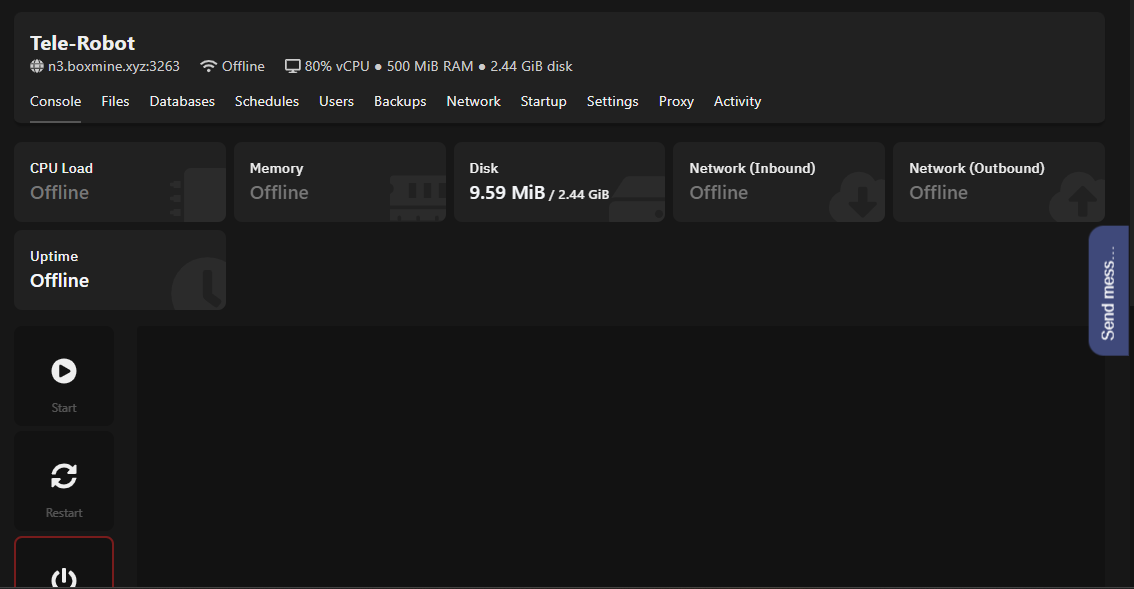 Tele-Robot
n3.boxmine.xyz:3263 Offline 80% vCPU ● 500 MiB RAM ● 2.44 GiB disk
Console Files Databases Schedules Users Backups Network Startup Settings Proxy Activity
CPU Load
Offline
Memory
Offline
Disk
9.59 MiB / 2.44 GiB
Network (Inbound)
Offline
Network (Outbound)
Offline
Uptime
Offline
Send mess...
Start
Restart